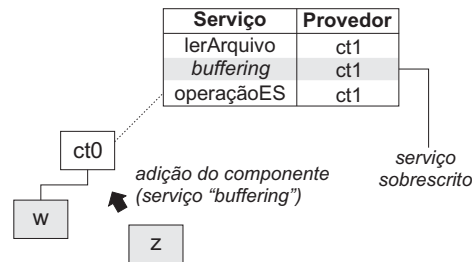 Serviço Provedor
lerArquivo ct1
buffering ct1
operaçãoES ct1
ct0
adição do componente
(serviço “buffering”)
serviço
sobrescrito
w
z